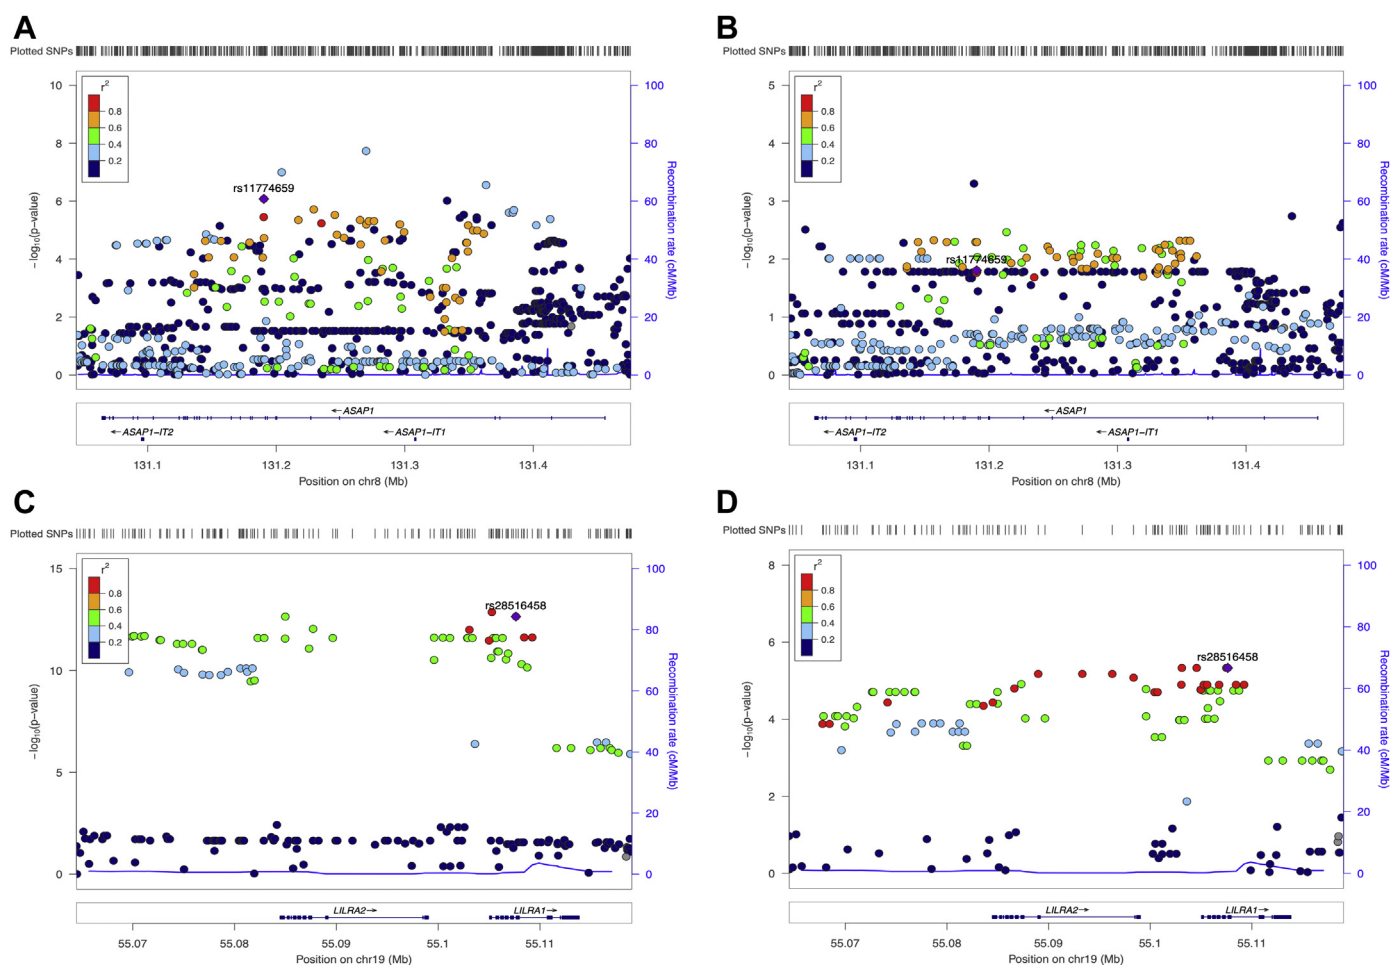 A
Plotted SNPs
r²
0.8
0.6
0.4
0.2
10
8
6
4
2
0
− log10(p−value)
100
80
60
40
20
0
Recombination rate (cM/Mb)
rs11774659
←ASAP1
←ASAP1−IT2
←ASAP1−IT1
131.1
131.2
131.3
131.4
Position on chr8 (Mb)
B
Plotted SNPs
r²
0.8
0.6
0.4
0.2
5
4
3
2
1
0
− log10(p−value)
100
80
60
40
20
0
Recombination rate (cM/Mb)
rs11774659
←ASAP1
←ASAP1−IT2
←ASAP1−IT1
131.1
131.2
131.3
131.4
Position on chr8 (Mb)
C
Plotted SNPs
r²
0.8
0.6
0.4
0.2
15
10
5
0
−log10(p−value)
100
80
60
40
20
0
Recombination rate (cM/Mb)
rs28516458
LILRA2→
LILRA1→
55.07
55.08
55.09
55.1
55.11
Position on chr19 (Mb)
D
Plotted SNPs
r²
0.8
0.6
0.4
0.2
8
6
4
2
0
−log10(p−value)
100
80
60
40
20
0
Recombination rate (cM/Mb)
rs28516458
LILRA2→
LILRA1→
55.07
55.08
55.09
55.1
55.11
Position on chr19 (Mb)